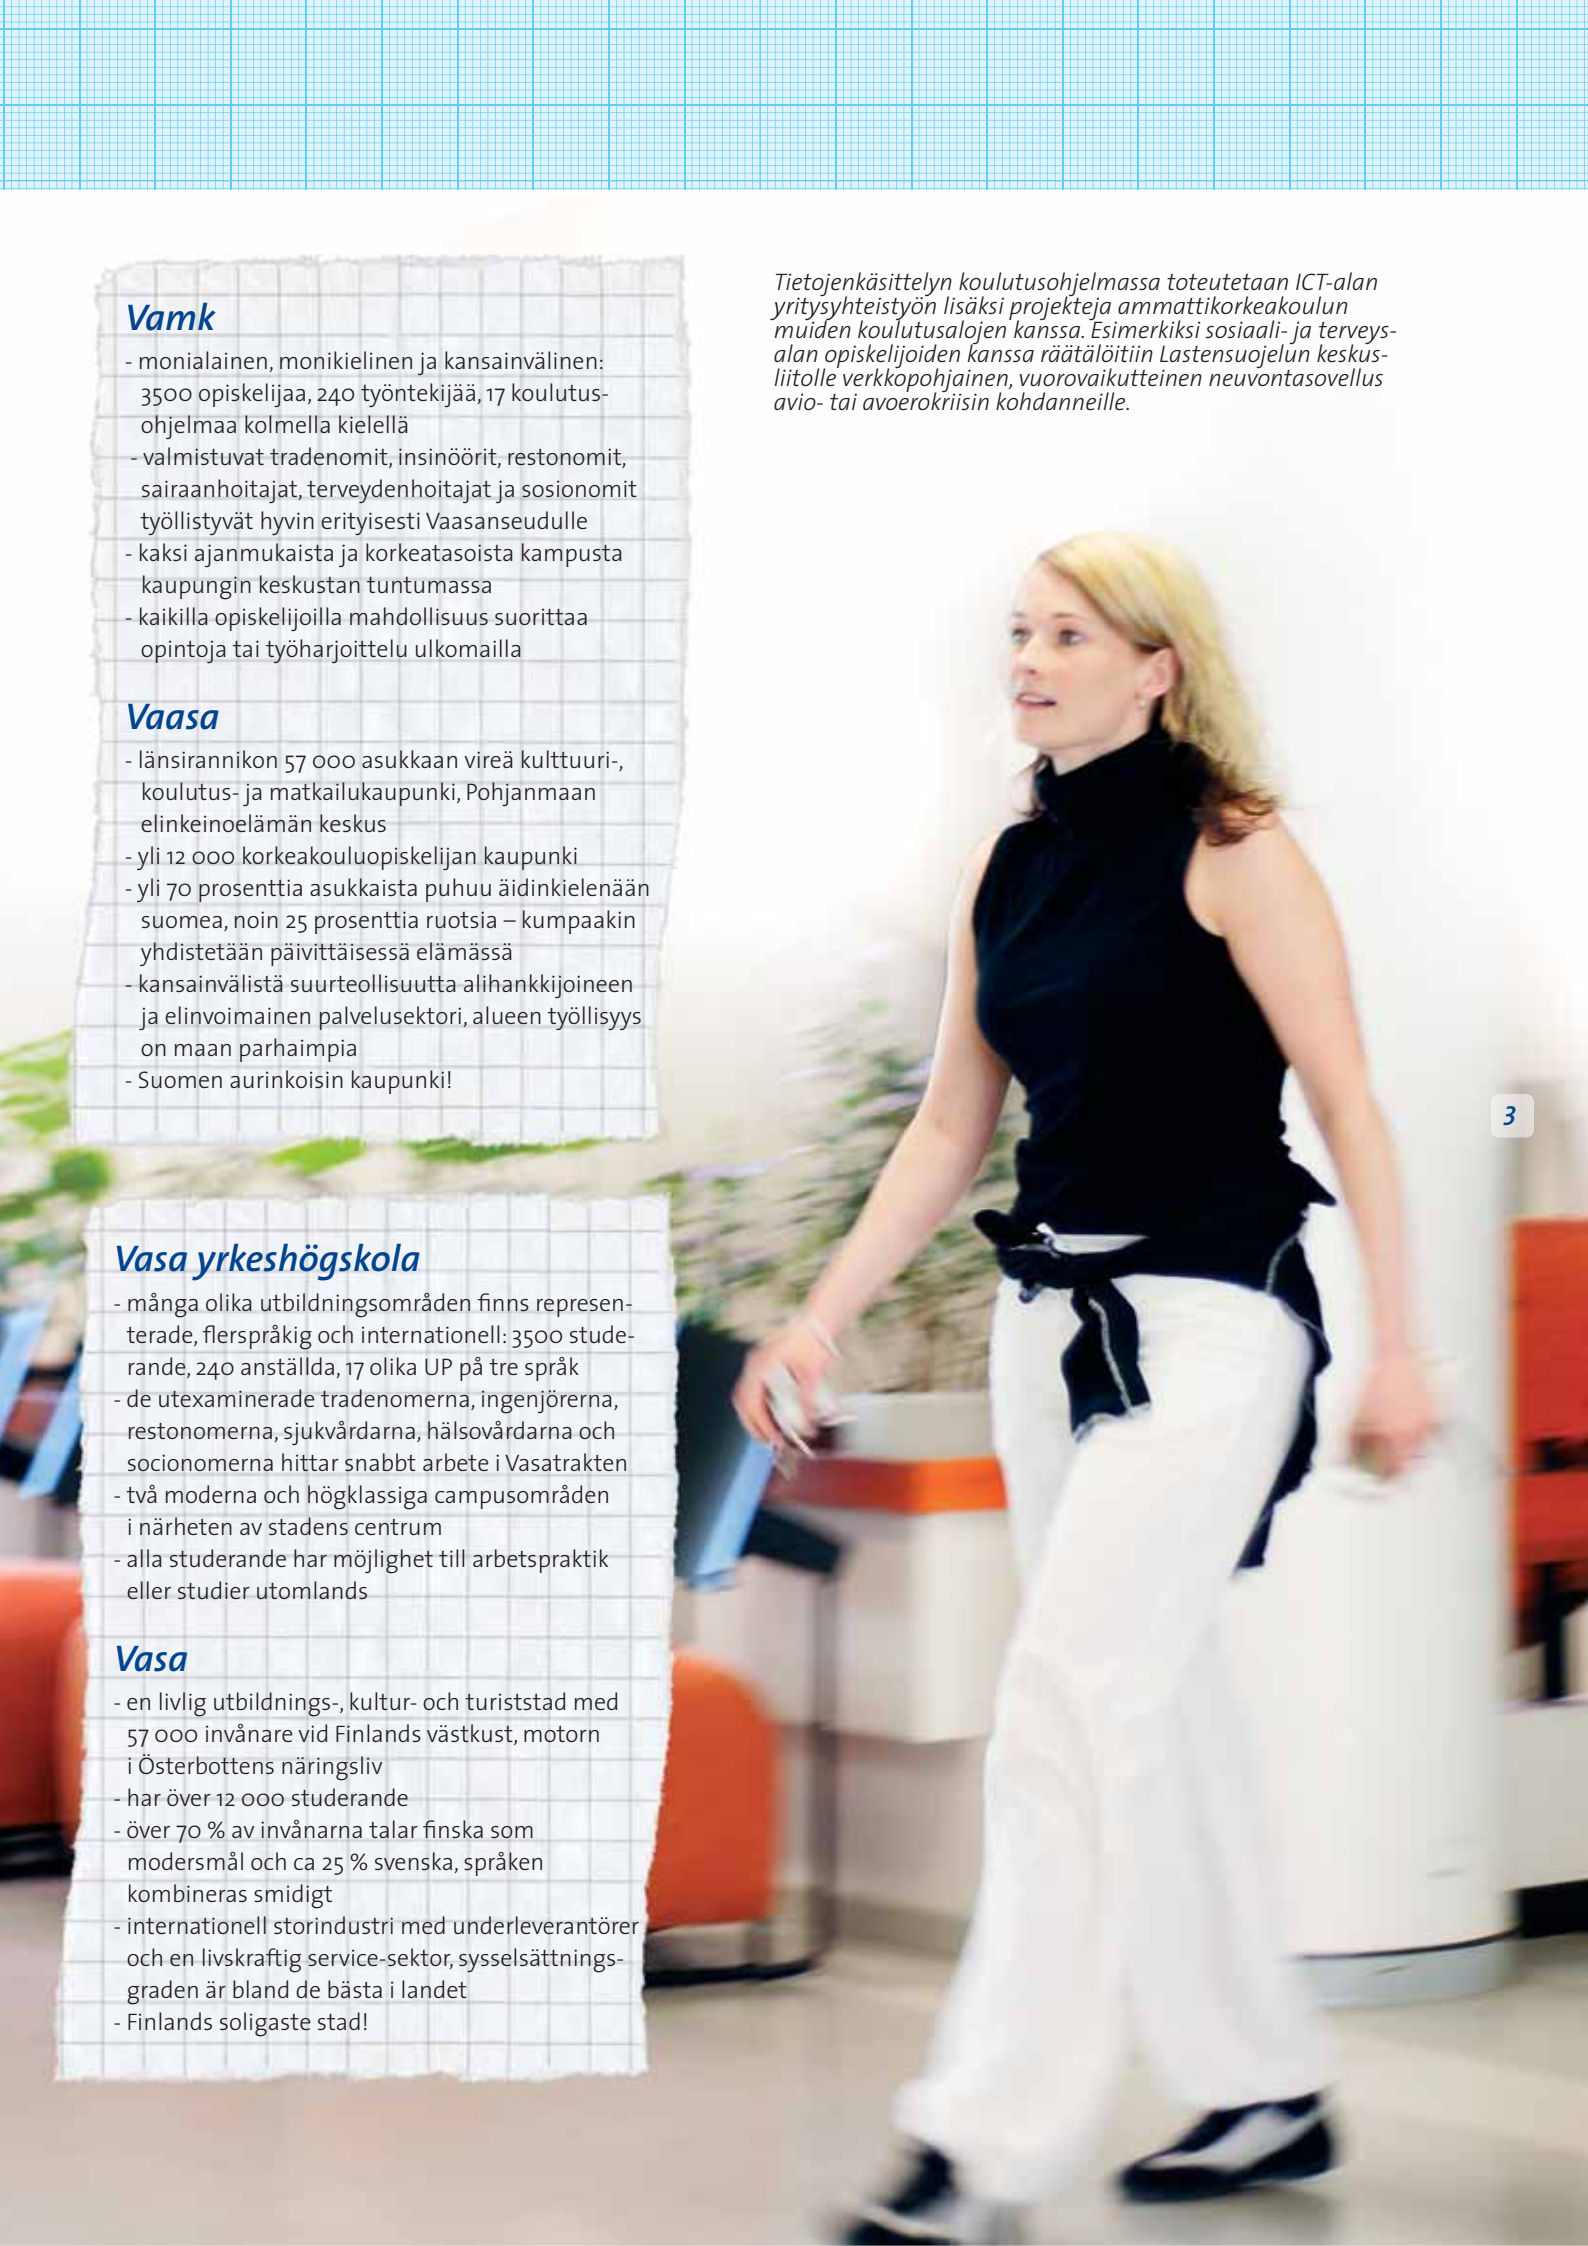 Vamk
- monialainen, monikielinen ja kansainvälinen:
3500 opiskelijaa, 240 työntekijää, 17 koulutus-
ohjelmaa kolmella kielellä
- valmistuvat tradenomit, insinöörit, restonomit,
sairaanhoitajat, terveydenhoitajat ja sosionomit
työllistyvät hyvin erityisesti Vaasanseudulle
- kaksi ajanmukaista ja korkeatasoista kampusta
kaupungin keskustan tuntumassa
- kaikilla opiskelijoilla mahdollisuus suorittaa
opintoja tai työharjoittelu ulkomailla
Vaasa
- länsirannikon 57 000 asukkaan vireä kulttuuri-,
koulutus- ja matkailukaupunki, Pohjanmaan
elinkeinoelämän keskus
- yli 12 000 korkeakouluopiskelijan kaupunki
- yli 70 prosenttia asukkaista puhuu äidinkielenään
suomea, noin 25 prosenttia ruotsia – kumpaakin
yhdistetään päivittäisessä elämässä
- kansainvälistä suurteollisuutta alihankkijoineen
ja elinvoimainen palvelusektori, alueen työllisyys
on maan parhaimpia
- Suomen aurinkoisin kaupunki!
Vasa yrkeshögskola
- många olika utbildningsområden finns represen-
terade, flerspråkig och internationell: 3500 stude-
rande, 240 anställda, 17 olika UP på tre språk
- de utexaminerade tradenomerna, ingenjörerna,
restonomerna, sjukvårdarna, hälsovårdarna och
socionomerna hittar snabbt arbete i Vasatrakten
- två moderna och högklassiga campusområden
i närheten av stadens centrum
- alla studerande har möjlighet till arbetspraktik
eller studier utomlands
Vasa
- en livlig utbildnings-, kultur- och turiststad med
57 000 invånare vid Finlands västkust, motorn
i Österbottens näringsliv
- har över 12 000 studerande
- över 70 % av invånarna talar finska som
modersmål och ca 25 % svenska, språken
kombineras smidigt
- internationell storindustri med underleverantörer
och en livskraftig service-sektor, sysselsättnings-
graden är bland de bästa i landet
- Finlands soligaste stad!
Tietojenkäsittelyn koulutusohjelmassa toteutetaan ICT-alan
yritysyhteistyön lisäksi projekteja ammattikorkeakoulun
muiden koulutusalojen kanssa. Esimerkiksi sosiaali- ja terveys-
alan opiskelijoiden kanssa räätälöitiin Lastensuojelun keskus-
liitolle verkkopohjainen, vuorovaikutteinen neuvontasovellus
avio- tai avoerokriisin kohdanneille.
3